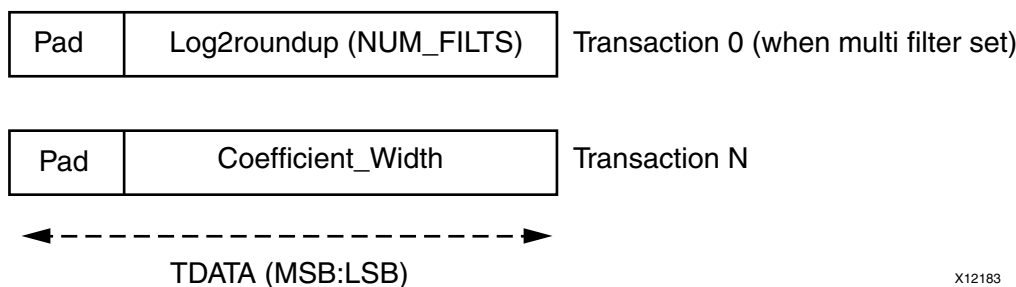 Pad Log2roundup (NUM_FILTS) Transaction 0 (when multi filter set)
Pad Coefficient_Width Transaction N
TDATA (MSB:LSB)
X12183